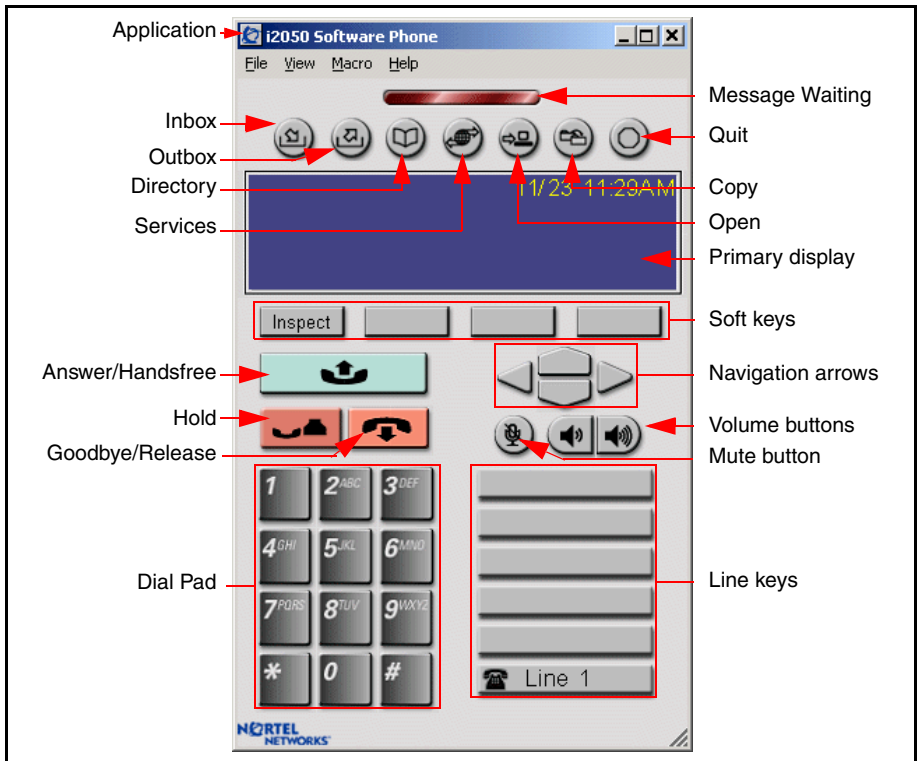 Application
i2050 Software Phone
File View Macro Help
Message Waiting
Inbox
Quit
Outbox
Directory
Copy
11/23 11:29AM
Services
Open
Primary display
Inspect
Soft keys
Answer/Handsfree
Navigation arrows
Hold
Volume buttons
Goodbye/Release
Mute button
1 2ABC 3DEF
4GHI 5JKL 6MNO
Dial Pad
Line keys
7PQRS 8TUV 9WXYZ
* 0 #
Line 1
NORTEL
NETWORKS